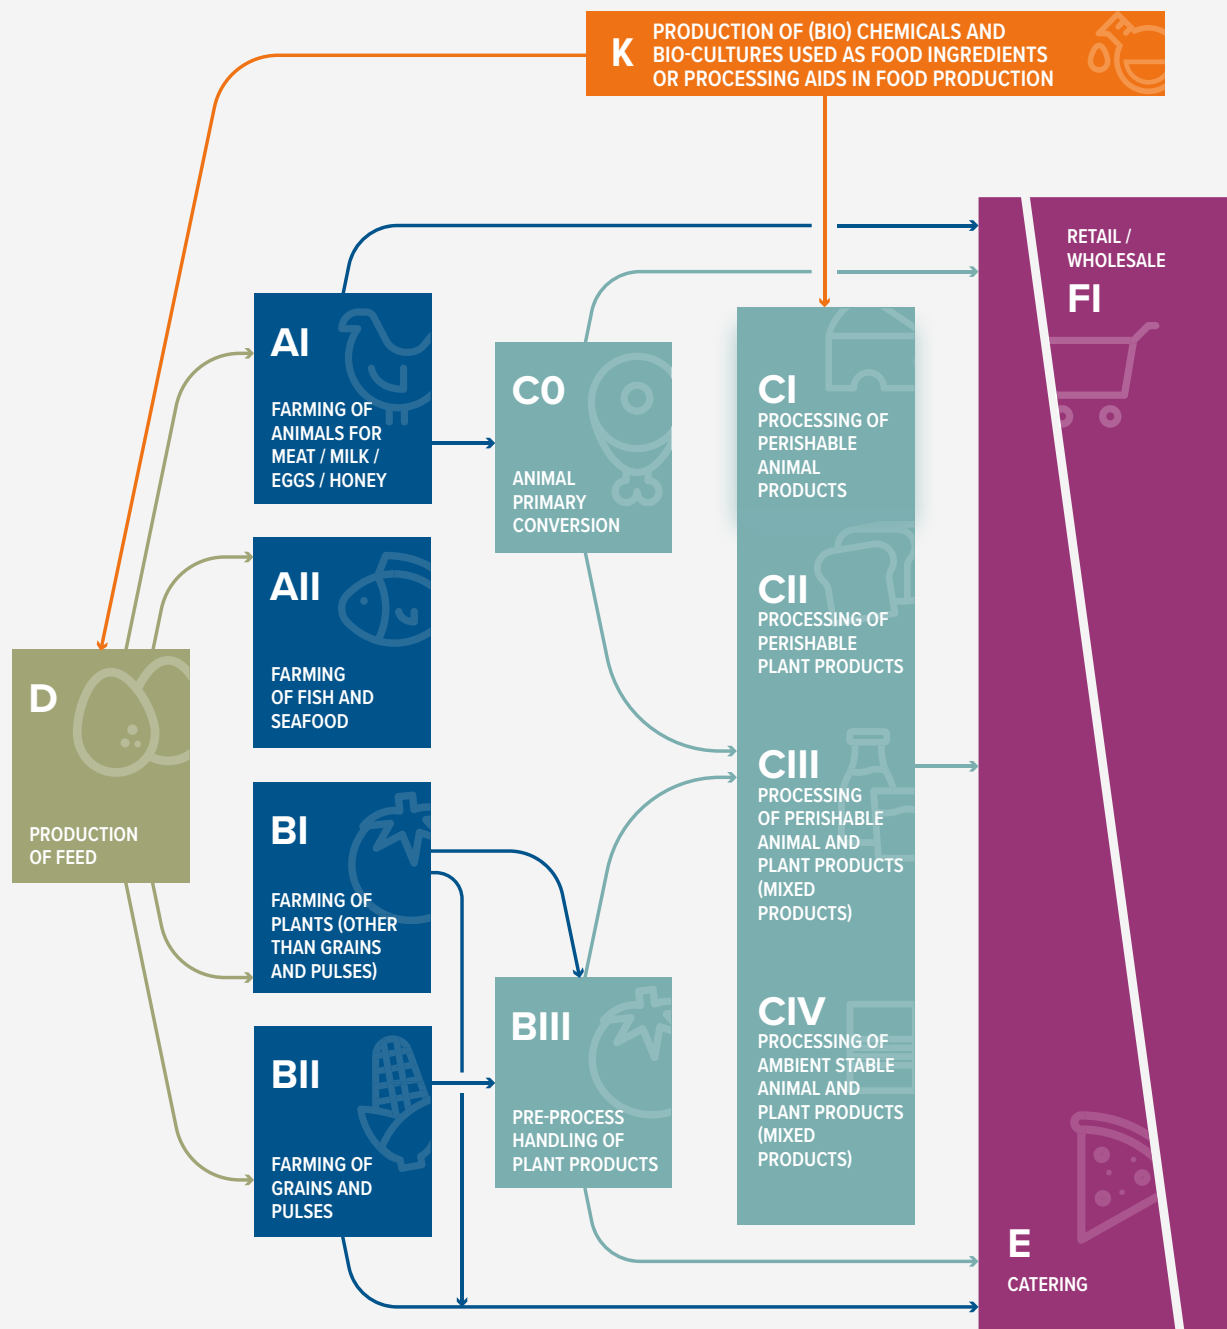 K
PRODUCTION OF (BIO) CHEMICALS AND
BIO-CULTURES USED AS FOOD INGREDIENTS
OR PROCESSING AIDS IN FOOD PRODUCTION
RETAIL /
WHOLESALE
FI
AI
FARMING OF
ANIMALS FOR
MEAT / MILK /
EGGS / HONEY
C0
ANIMAL
PRIMARY
CONVERSION
CI
PROCESSING OF
PERISHABLE
ANIMAL
PRODUCTS
AII
FARMING
OF FISH AND
SEAFOOD
CII
PROCESSING OF
PERISHABLE
PLANT PRODUCTS
D
PRODUCTION
OF FEED
BI
FARMING OF
PLANTS (OTHER
THAN GRAINS
AND PULSES)
CIII
PROCESSING
OF PERISHABLE
ANIMAL AND
PLANT PRODUCTS
(MIXED
PRODUCTS)
BII
FARMING OF
GRAINS AND
PULSES
BIII
PRE-PROCESS
HANDLING OF
PLANT PRODUCTS
CIV
PROCESSING OF
AMBIENT STABLE
ANIMAL AND
PLANT PRODUCTS
(MIXED
PRODUCTS)
E
CATERING